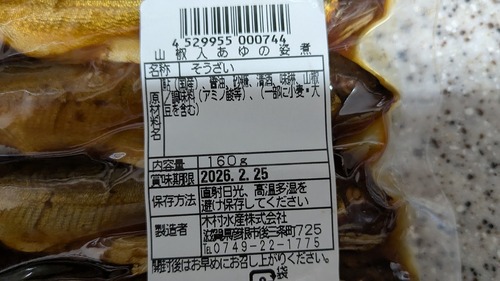 4 529955 000744
山椒入あゆの姿煮
名称 そうざい
原材料名 鮎(国産)、醤油、砂糖、清酒、味醂、山椒
/調味料(アミノ酸等)、(一部に小麦・大
豆を含む)
内容量 160g
賞味期限 2026. 2. 25
保存方法 直射日光、高温多湿を
避け保存してください
製造者 木村水産株式会社
滋賀県彦根市後三条町725
℡0749-22-1775
開封後はお早めにお召し上がりください。
袋